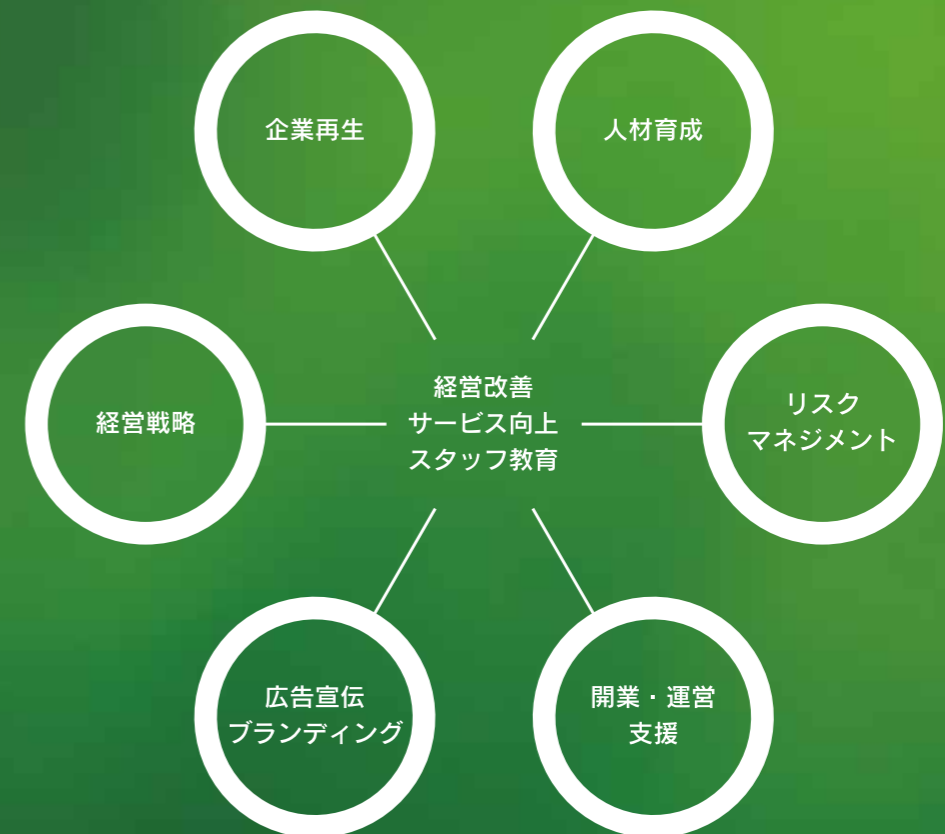 企業再生
人材育成
経営戦略
経営改善
サービス向上
スタッフ教育
リスク
マネジメント
広告宣伝
ブランディング
開業・運営
支援